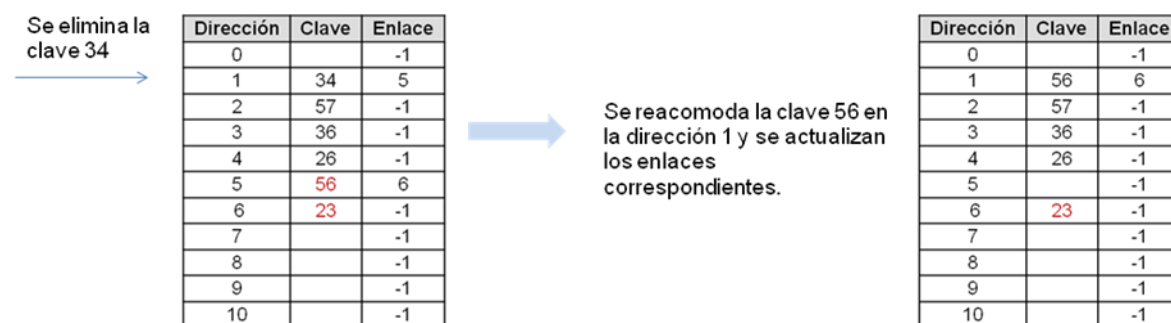 Se elimina la
clave 34
Dirección Clave Enlace
0 -1
1 34 5
2 57 -1
3 36 -1
4 26 -1
5 56 6
6 23 -1
7 -1
8 -1
9 -1
10 -1
Se reacomoda la clave 56 en
la dirección 1 y se actualizan
los enlaces
correspondientes.
Dirección Clave Enlace
0 -1
1 56 6
2 57 -1
3 36 -1
4 26 -1
5 -1
6 23 -1
7 -1
8 -1
9 -1
10 -1